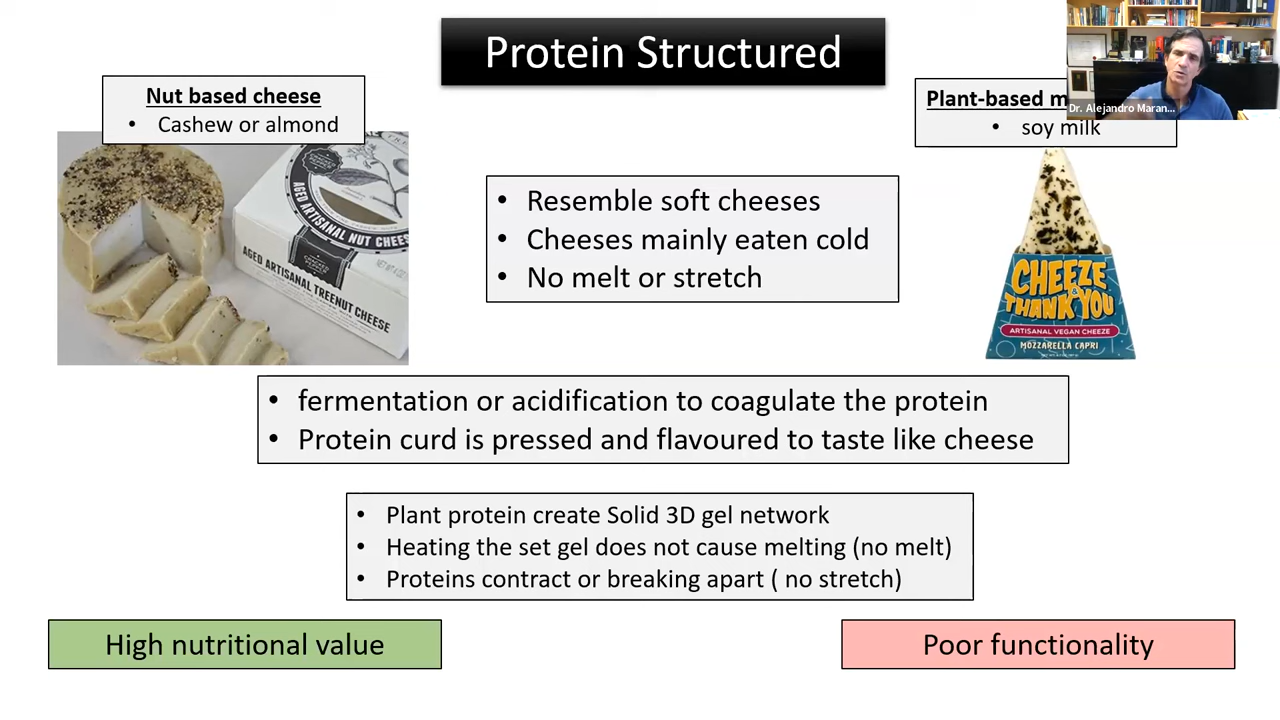 Protein Structured
Nut based cheese
• Cashew or almond
Plant-based m
• soy milk
Dr. Alejandro Maran...
• Resemble soft cheeses
• Cheeses mainly eaten cold
• No melt or stretch
AGED ARTISANAL NUT CHEES
AGED ARTISANAL TREENUT CHEESE
CHEEZE
&
THANK YOU
ARTISANAL VEGAN CHEEZE
MOZZARELLA CAPRI
• fermentation or acidification to coagulate the protein
• Protein curd is pressed and flavoured to taste like cheese
• Plant protein create Solid 3D gel network
• Heating the set gel does not cause melting (no melt)
• Proteins contract or breaking apart ( no stretch)
High nutritional value
Poor functionality